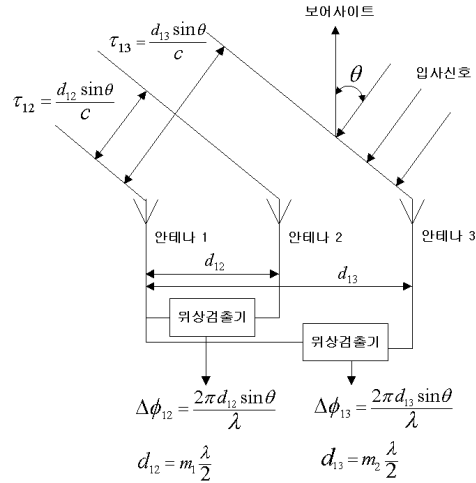 보어사이트
τ₁₃ = d₁₃ sinθ / c
θ
입사신호
τ₁₂ = d₁₂ sinθ / c
안테나 1
안테나 2
안테나 3
d₁₂
d₁₃
위상검출기
위상검출기
Δϕ₁₂ = 2πd₁₂ sinθ / λ
Δϕ₁₃ = 2πd₁₃ sinθ / λ
d₁₂ = m₁ λ/2
d₁₃ = m₂ λ/2